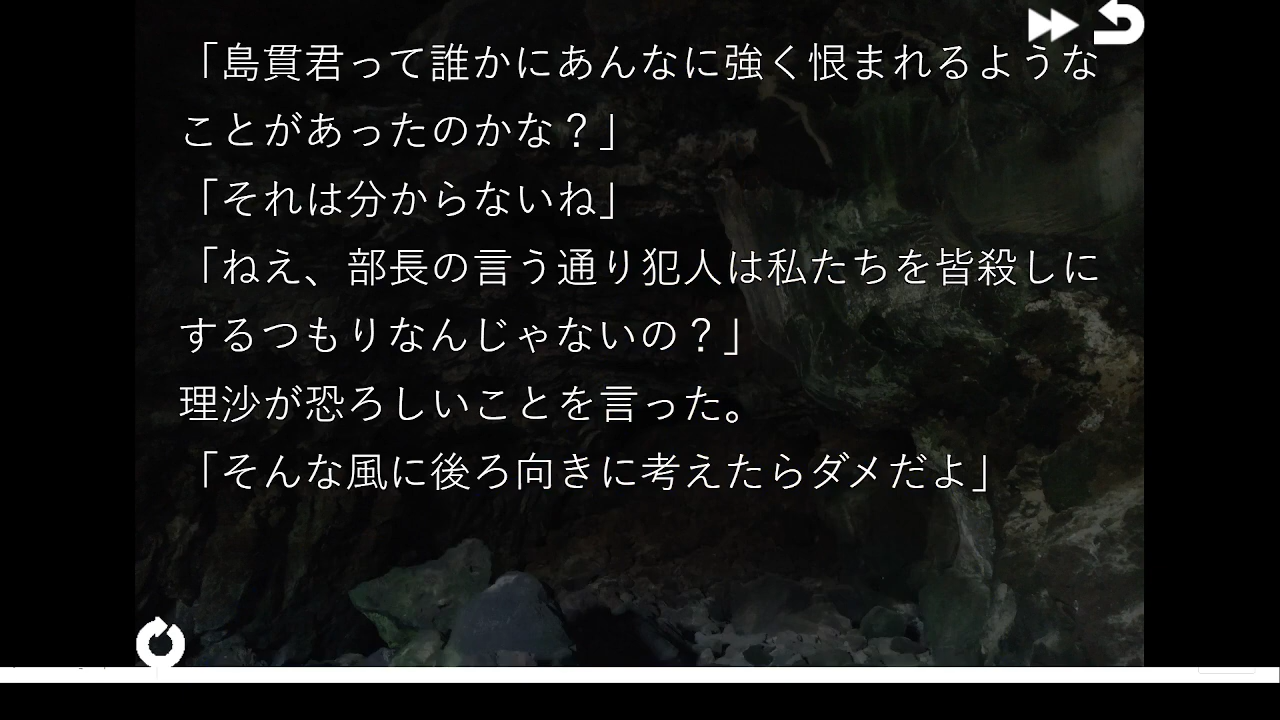 「島貫君って誰かにあんなに強く恨まれるような
ことがあったのかな？」
「それは分からないね」
「ねえ、部長の言う通り犯人は私たちを皆殺しに
するつもりなんじゃないの？」
理沙が恐ろしいことを言った。
「そんな風に後ろ向きに考えたらダメだよ」